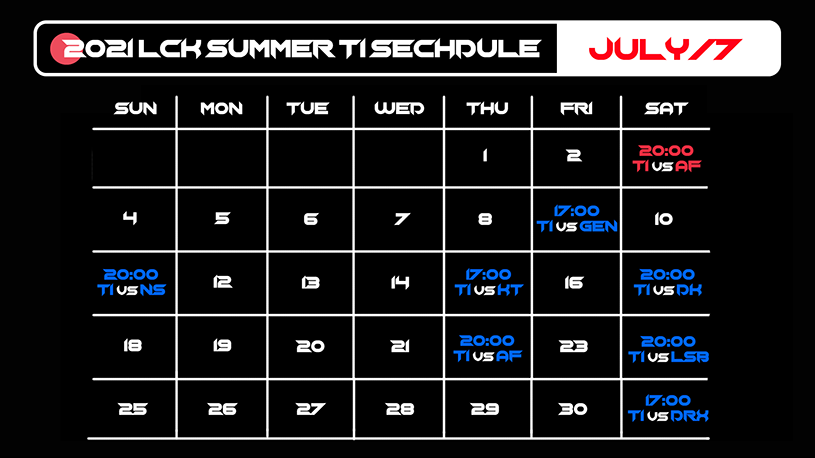 2021 LCK SUMMER T1 SECHDULE JULY/7
SUN MON TUE WED THU FRI SAT
1 2 20:00 T1 VS AF
4 5 6 7 8 17:00 T1 VS GEN 10
20:00 T1 VS NS 12 13 14 17:00 T1 VS KT 16 20:00 T1 VS DK
18 19 20 21 20:00 T1 VS AF 23 20:00 T1 VS LSB
25 26 27 28 29 30 17:00 T1 VS DRX